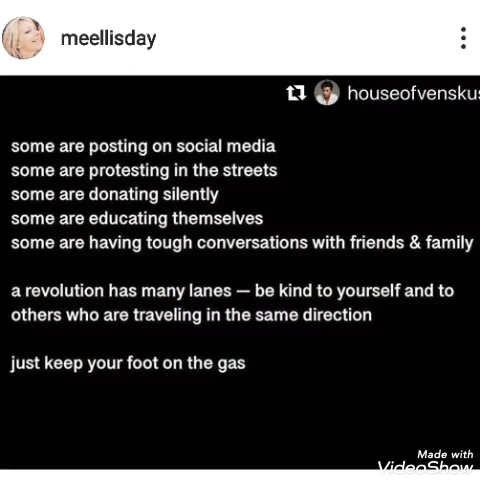 meellisday
houseofvensku
some are posting on social media
some are protesting in the streets
some are donating silently
some are educating themselves
some are having tough conversations with friends & family
a revolution has many lanes — be kind to yourself and to
others who are traveling in the same direction
just keep your foot on the gas
Made with
VideoShow